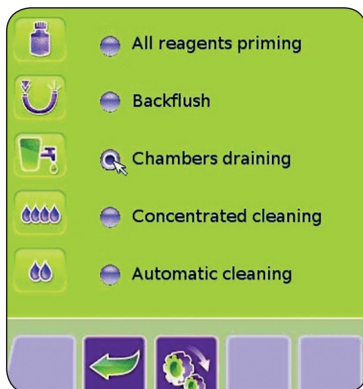 All reagents priming
Backflush
Chambers draining
Concentrated cleaning
Automatic cleaning